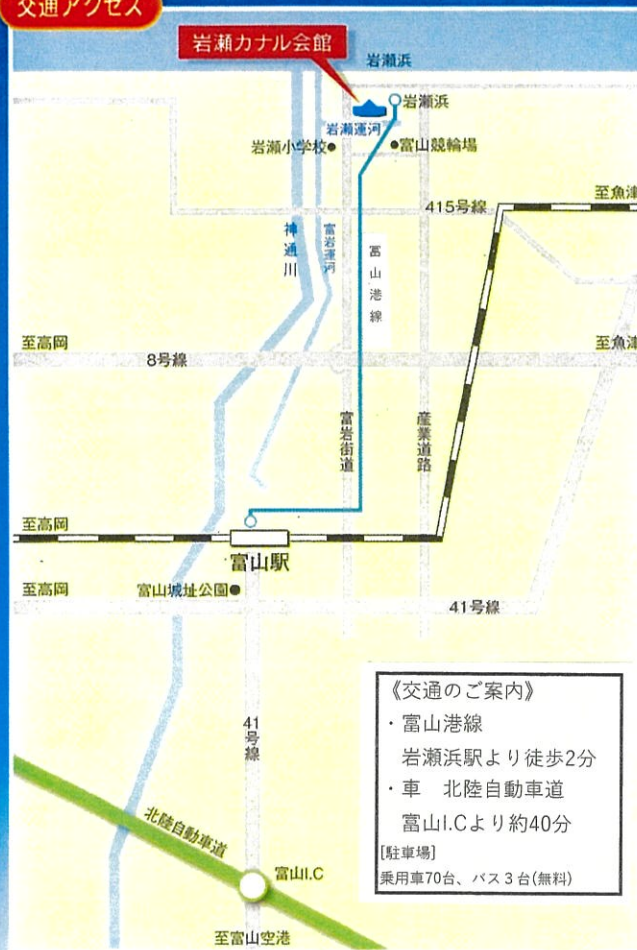 交通アクセス
岩瀬カナル会館
岩瀬浜
岩瀬浜
岩瀬運河
岩瀬小学校
富山競輪場
至魚津
415号線
神通川
富岩運河
富山港線
至高岡
8号線
至魚津
富岩街道
産業道路
至高岡
富山駅
至高岡
富山城址公園
41号線
41号線
北陸自動車道
富山I.C
至富山空港
《交通のご案内》
・富山港線
岩瀬浜駅より徒歩2分
・車 北陸自動車道
富山I.Cより約40分
[駐車場]
乗用車70台、バス3台(無料)